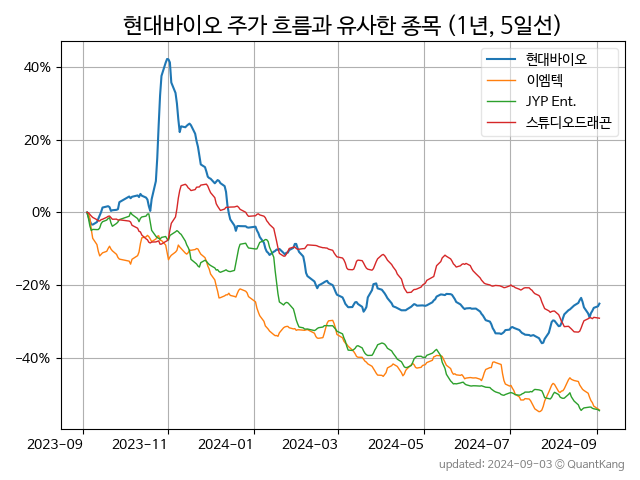 현대바이오 주가 흐름과 유사한 종목 (1년, 5일선)
현대바이오
이엠텍
JYP Ent.
스튜디오드래곤
40%
20%
0%
−20%
−40%
2023−09
2023−11
2024−01
2024−03
2024−05
2024−07
2024−09
updated: 2024-09-03 © QuantKang